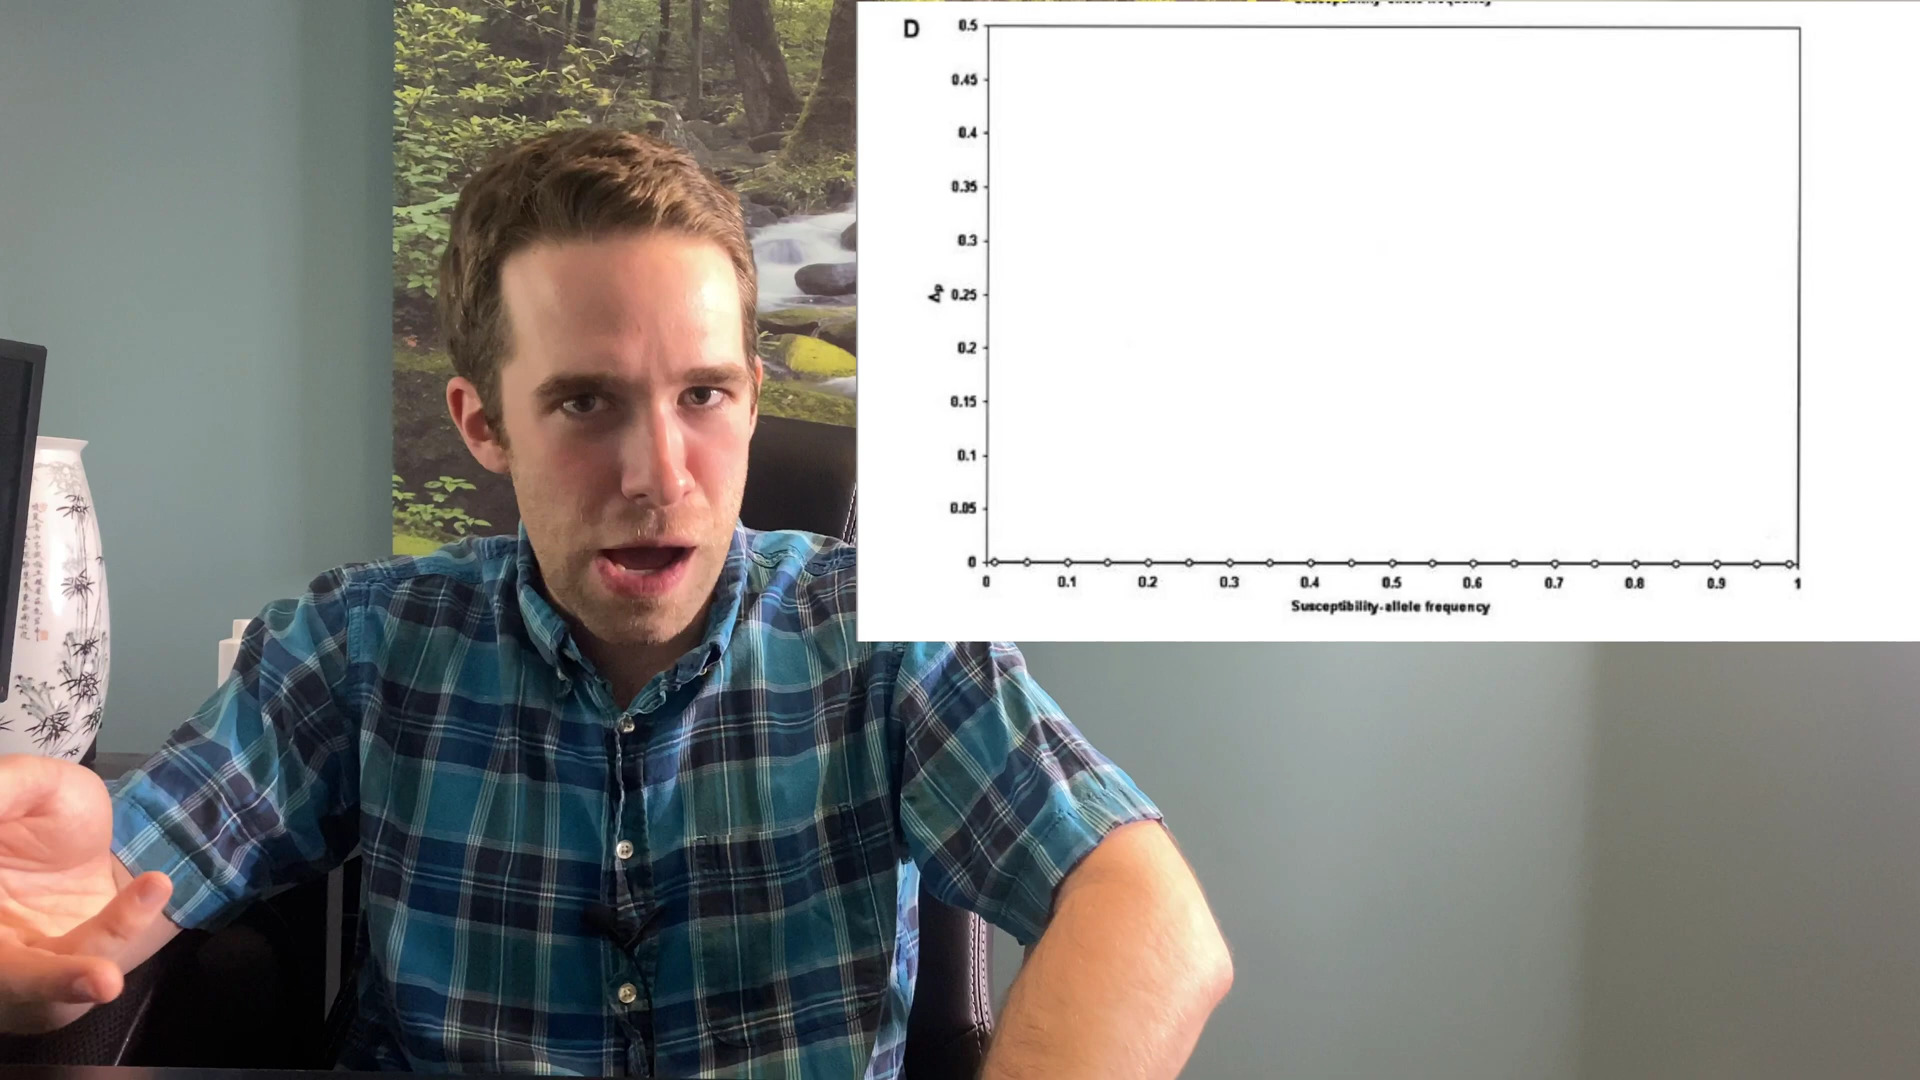 D
0.5
0.45
0.4
0.35
0.3
Δp 0.25
0.2
0.15
0.1
0.05
0
0 0.1 0.2 0.3 0.4 0.5 0.6 0.7 0.8 0.9 1
Susceptibility-allele frequency